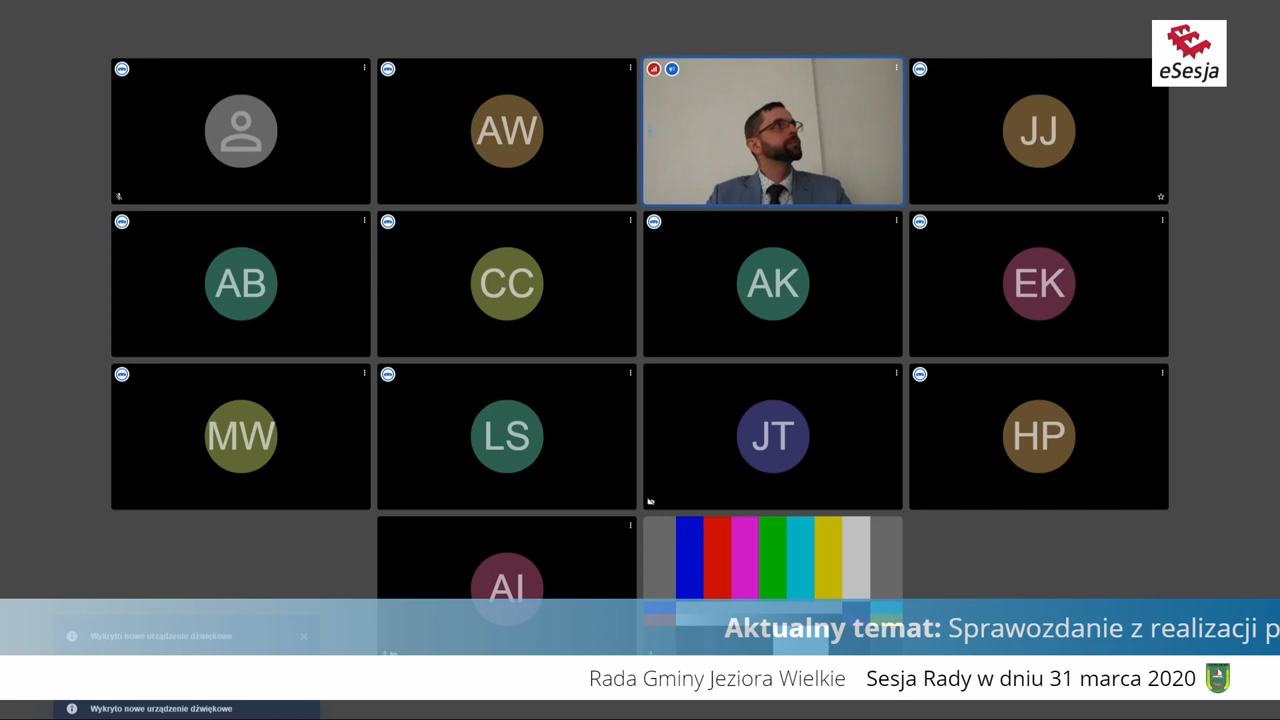 eSesja
AW
JJ
AB
CC
AK
EK
MW
LS
JT
HP
AI
Wykryto nowe urządzenie dźwiękowe
Aktualny temat: Sprawozdanie z realizacji p
Rada Gminy Jeziora Wielkie Sesja Rady w dniu 31 marca 2020
Wykryto nowe urządzenie dźwiękowe